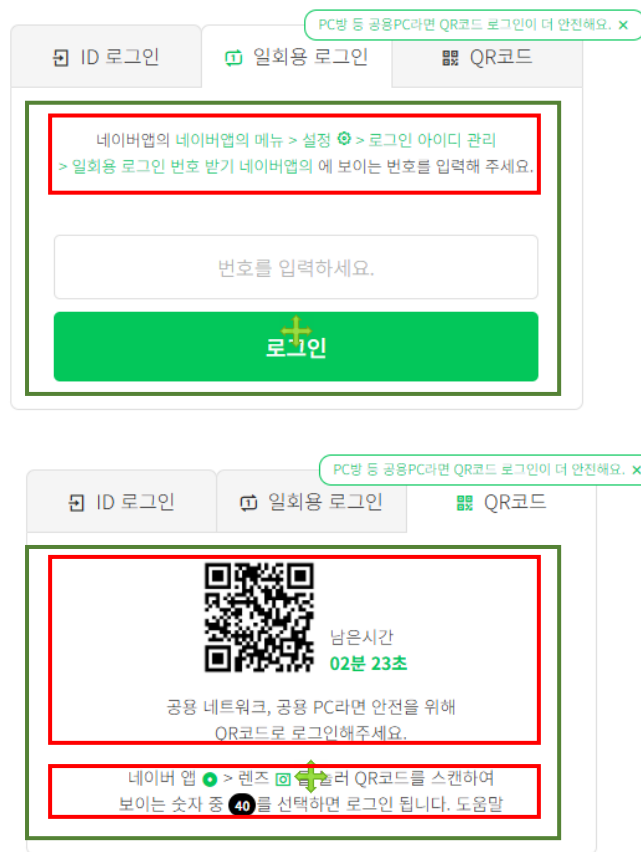 PC방 등 공용PC라면 QR코드 로그인이 더 안전해요. ×
ID 로그인
일회용 로그인
QR코드
네이버앱의 네이버앱의 메뉴 > 설정 > 로그인 아이디 관리
> 일회용 로그인 번호 받기 네이버앱의 에 보이는 번호를 입력해 주세요.
번호를 입력하세요.
로그인
PC방 등 공용PC라면 QR코드 로그인이 더 안전해요. ×
ID 로그인
일회용 로그인
QR코드
남은시간
02분 23초
공용 네트워크, 공용 PC라면 안전을 위해
QR코드로 로그인해주세요.
네이버 앱 > 렌즈 눌러 QR코드를 스캔하여
보이는 숫자 중 40 를 선택하면 로그인 됩니다. 도움말